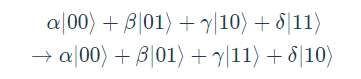 α|00⟩ + β|01⟩ + γ|10⟩ + δ|11⟩
→ α|00⟩ + β|01⟩ + γ|11⟩ + δ|10⟩